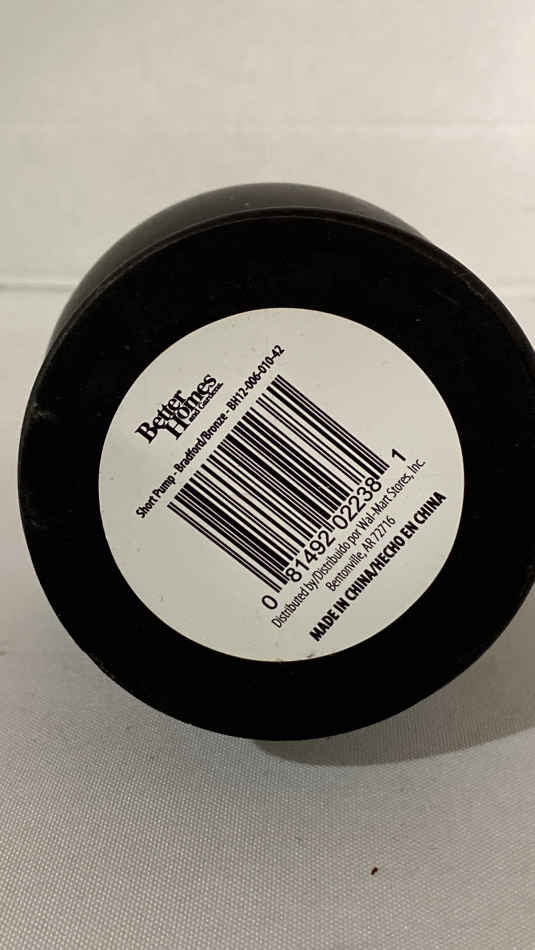 Better
Homes
and Gardens
Short Pump - Bradford/Bronze - BH12-006-010-42
0 81492 02238 1
Distributed by/Distribuido por Wal-Mart Stores, Inc.
Bentonville, AR 72716
MADE IN CHINA/HECHO EN CHINA